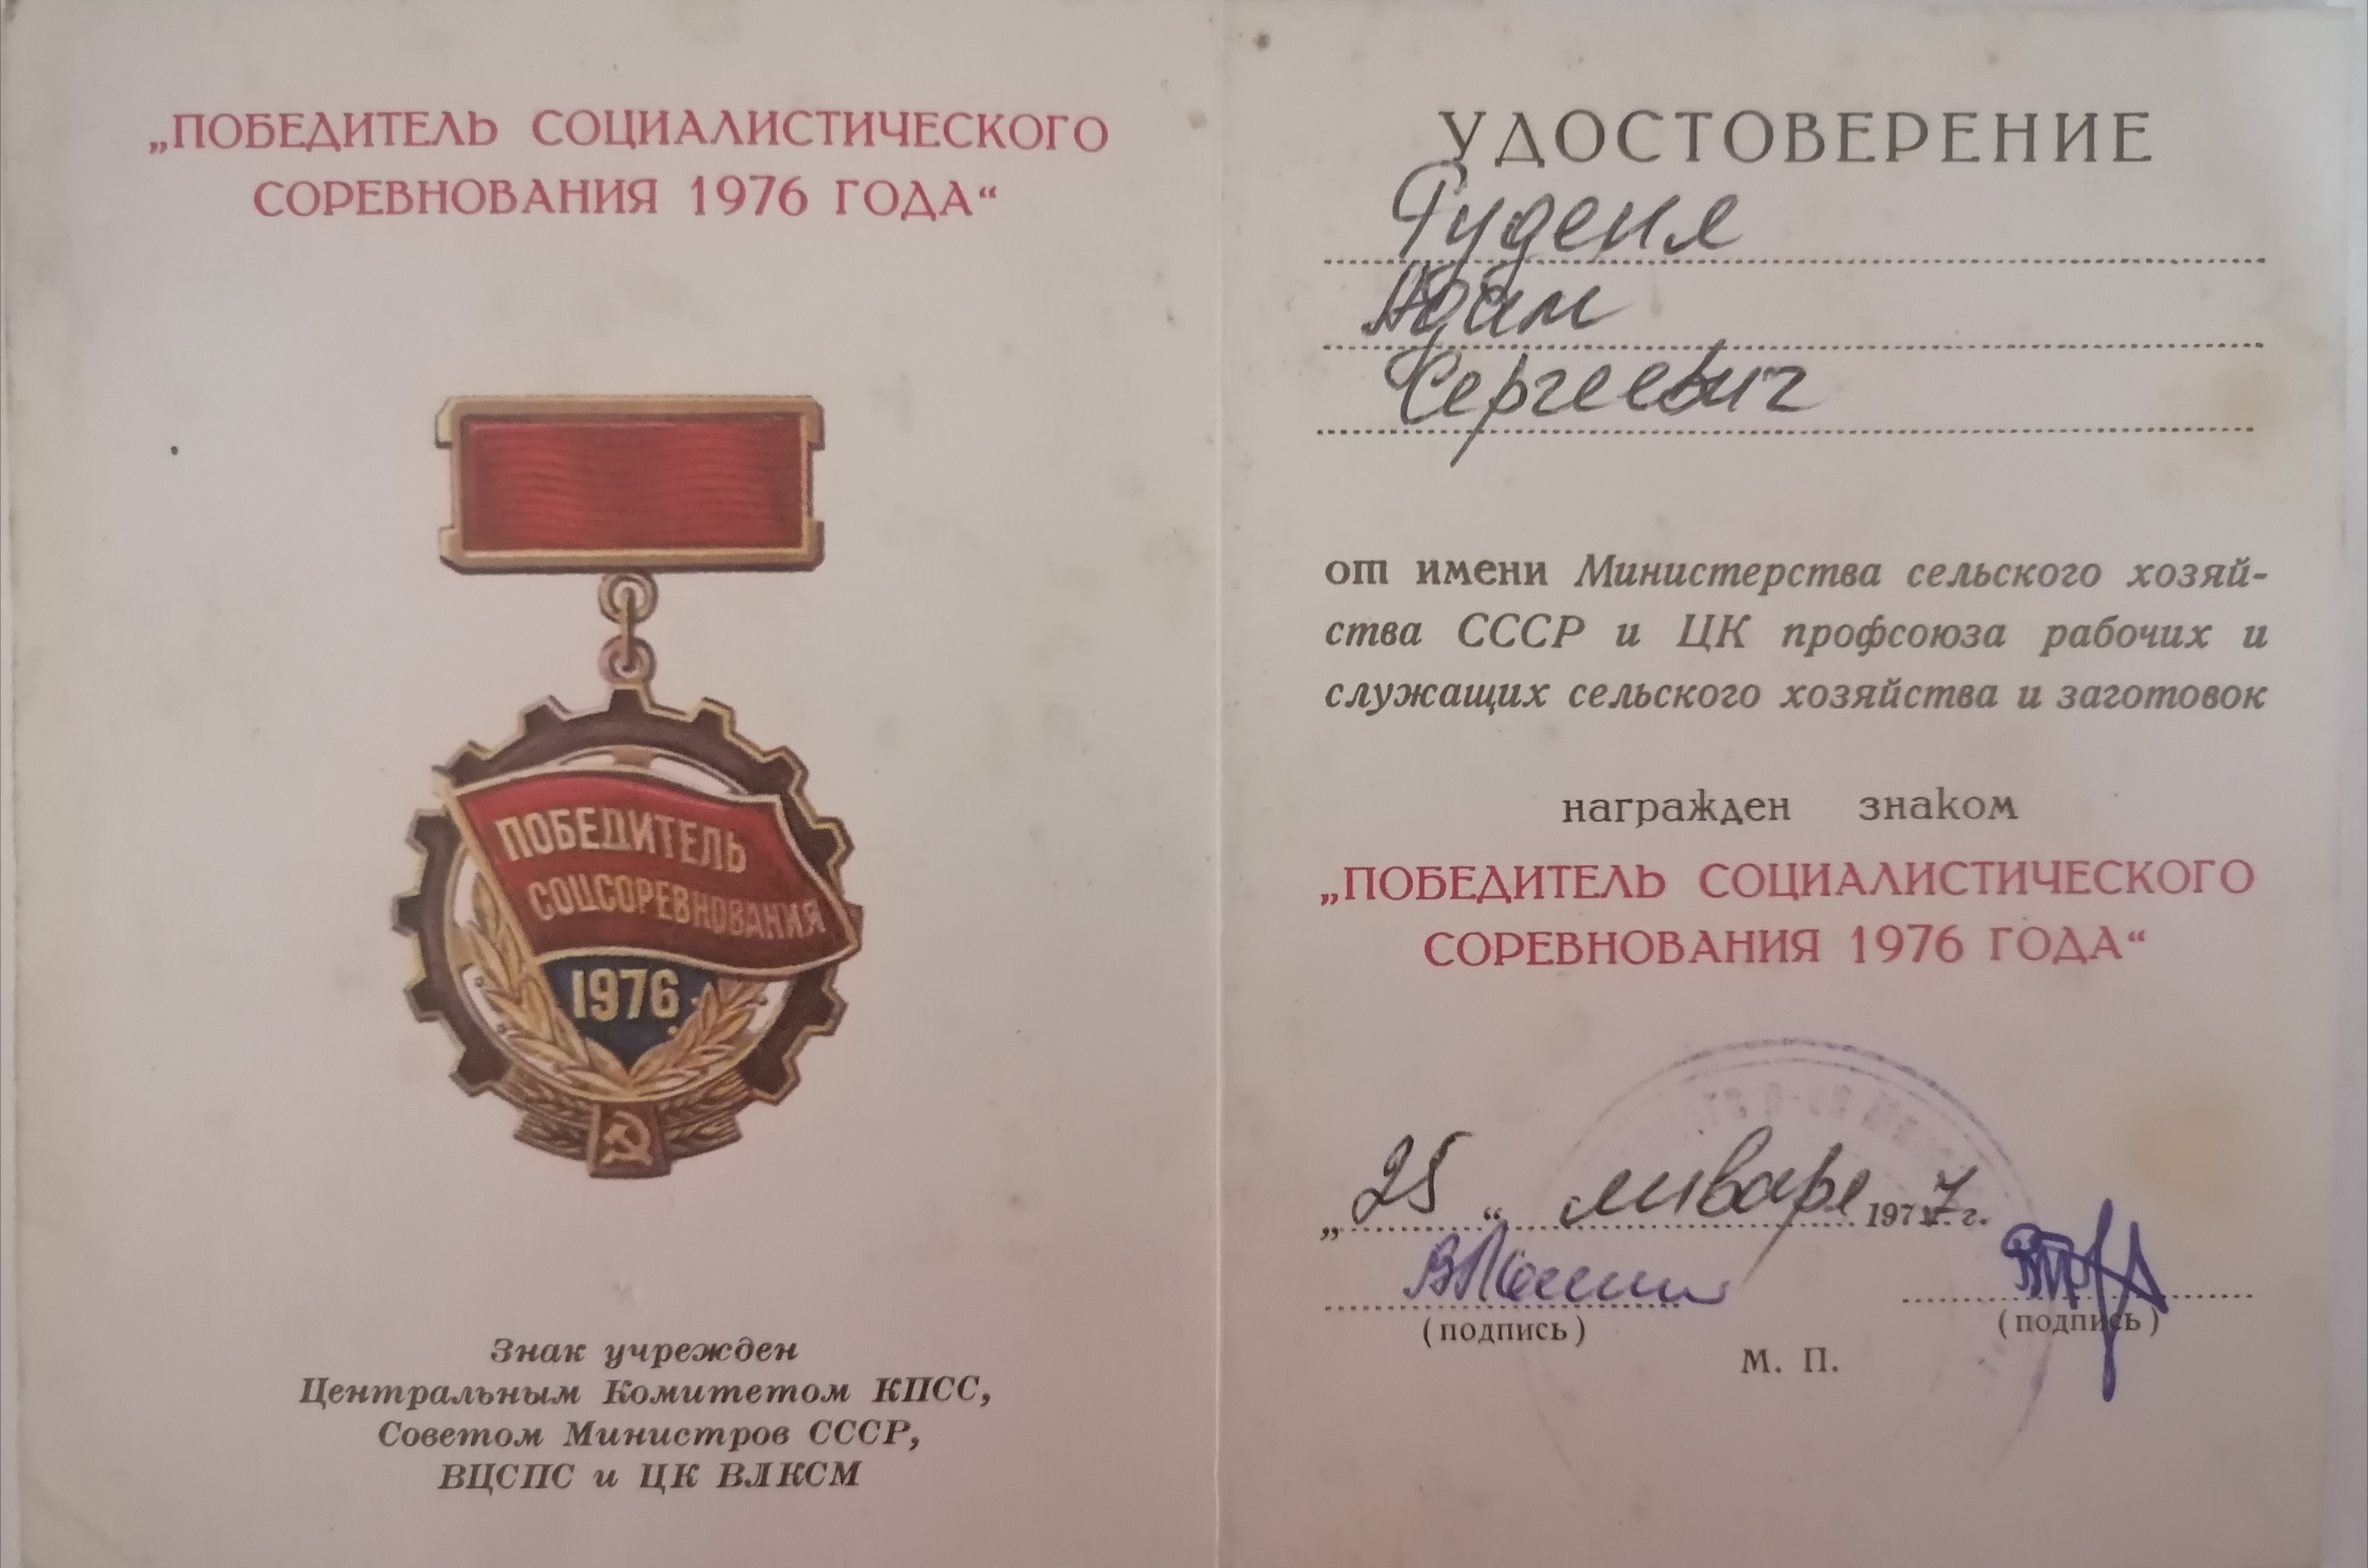 „ПОБЕДИТЕЛЬ СОЦИАЛИСТИЧЕСКОГО
СОРЕВНОВАНИЯ 1976 ГОДА“
ПОБЕДИТЕЛЬ
СОЦСОРЕВНОВАНИЯ
1976
Знак учрежден
Центральным Комитетом КПСС,
Советом Министров СССР,
ВЦСПС и ЦК ВЛКСМ
УДОСТОВЕРЕНИЕ
Руденя
Адам
Сергеевич
от имени Министерства сельского хозяй-
ства СССР и ЦК профсоюза рабочих и
служащих сельского хозяйства и заготовок
награжден знаком
„ПОБЕДИТЕЛЬ СОЦИАЛИСТИЧЕСКОГО
СОРЕВНОВАНИЯ 1976 ГОДА“
„25“ января 1977 г.
(подпись) (подпись)
М. П.